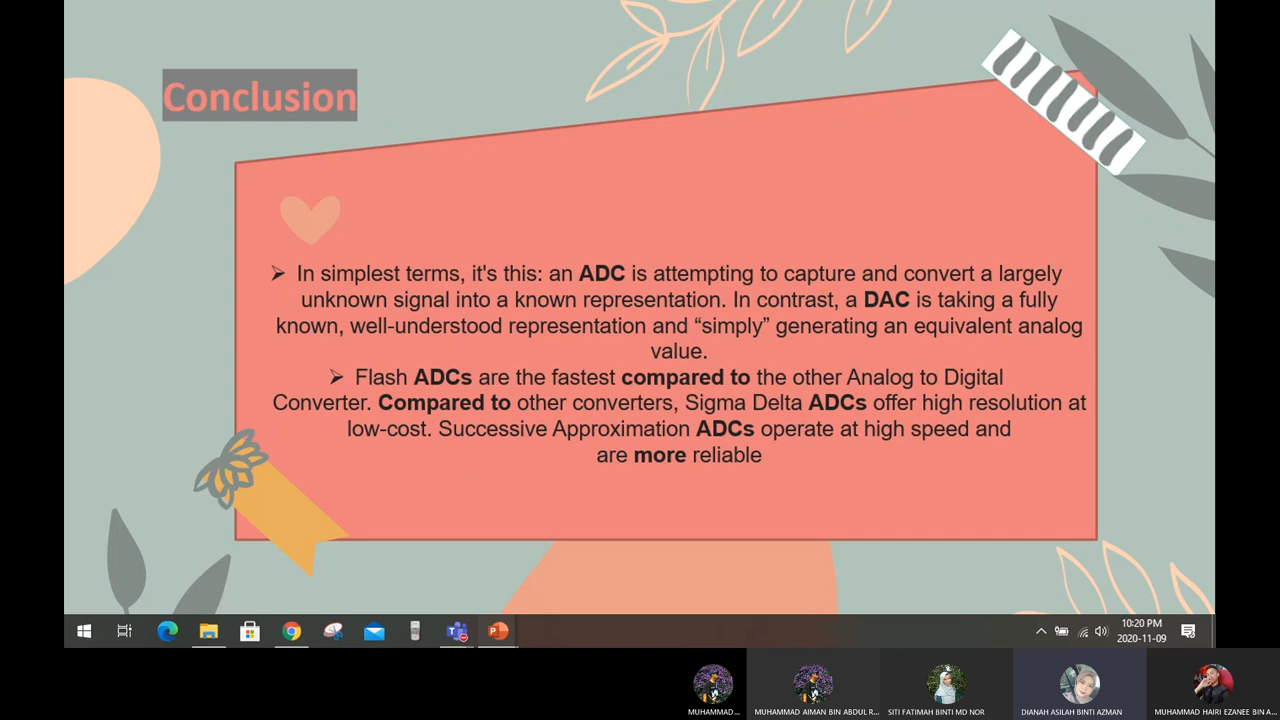 Conclusion
➢ In simplest terms, it's this: an ADC is attempting to capture and convert a largely
unknown signal into a known representation. In contrast, a DAC is taking a fully
known, well-understood representation and “simply” generating an equivalent analog
value.
➢ Flash ADCs are the fastest compared to the other Analog to Digital
Converter. Compared to other converters, Sigma Delta ADCs offer high resolution at
low-cost. Successive Approximation ADCs operate at high speed and
are more reliable
10:20 PM
2020-11-09
MUHAMMAD...
MUHAMMAD AIMAN BIN ABDUL R...
SITI FATIMAH BINTI MD NOR
DIANAH ASILAH BINTI AZMAN
MUHAMMAD HAIRI EZANEE BIN A...